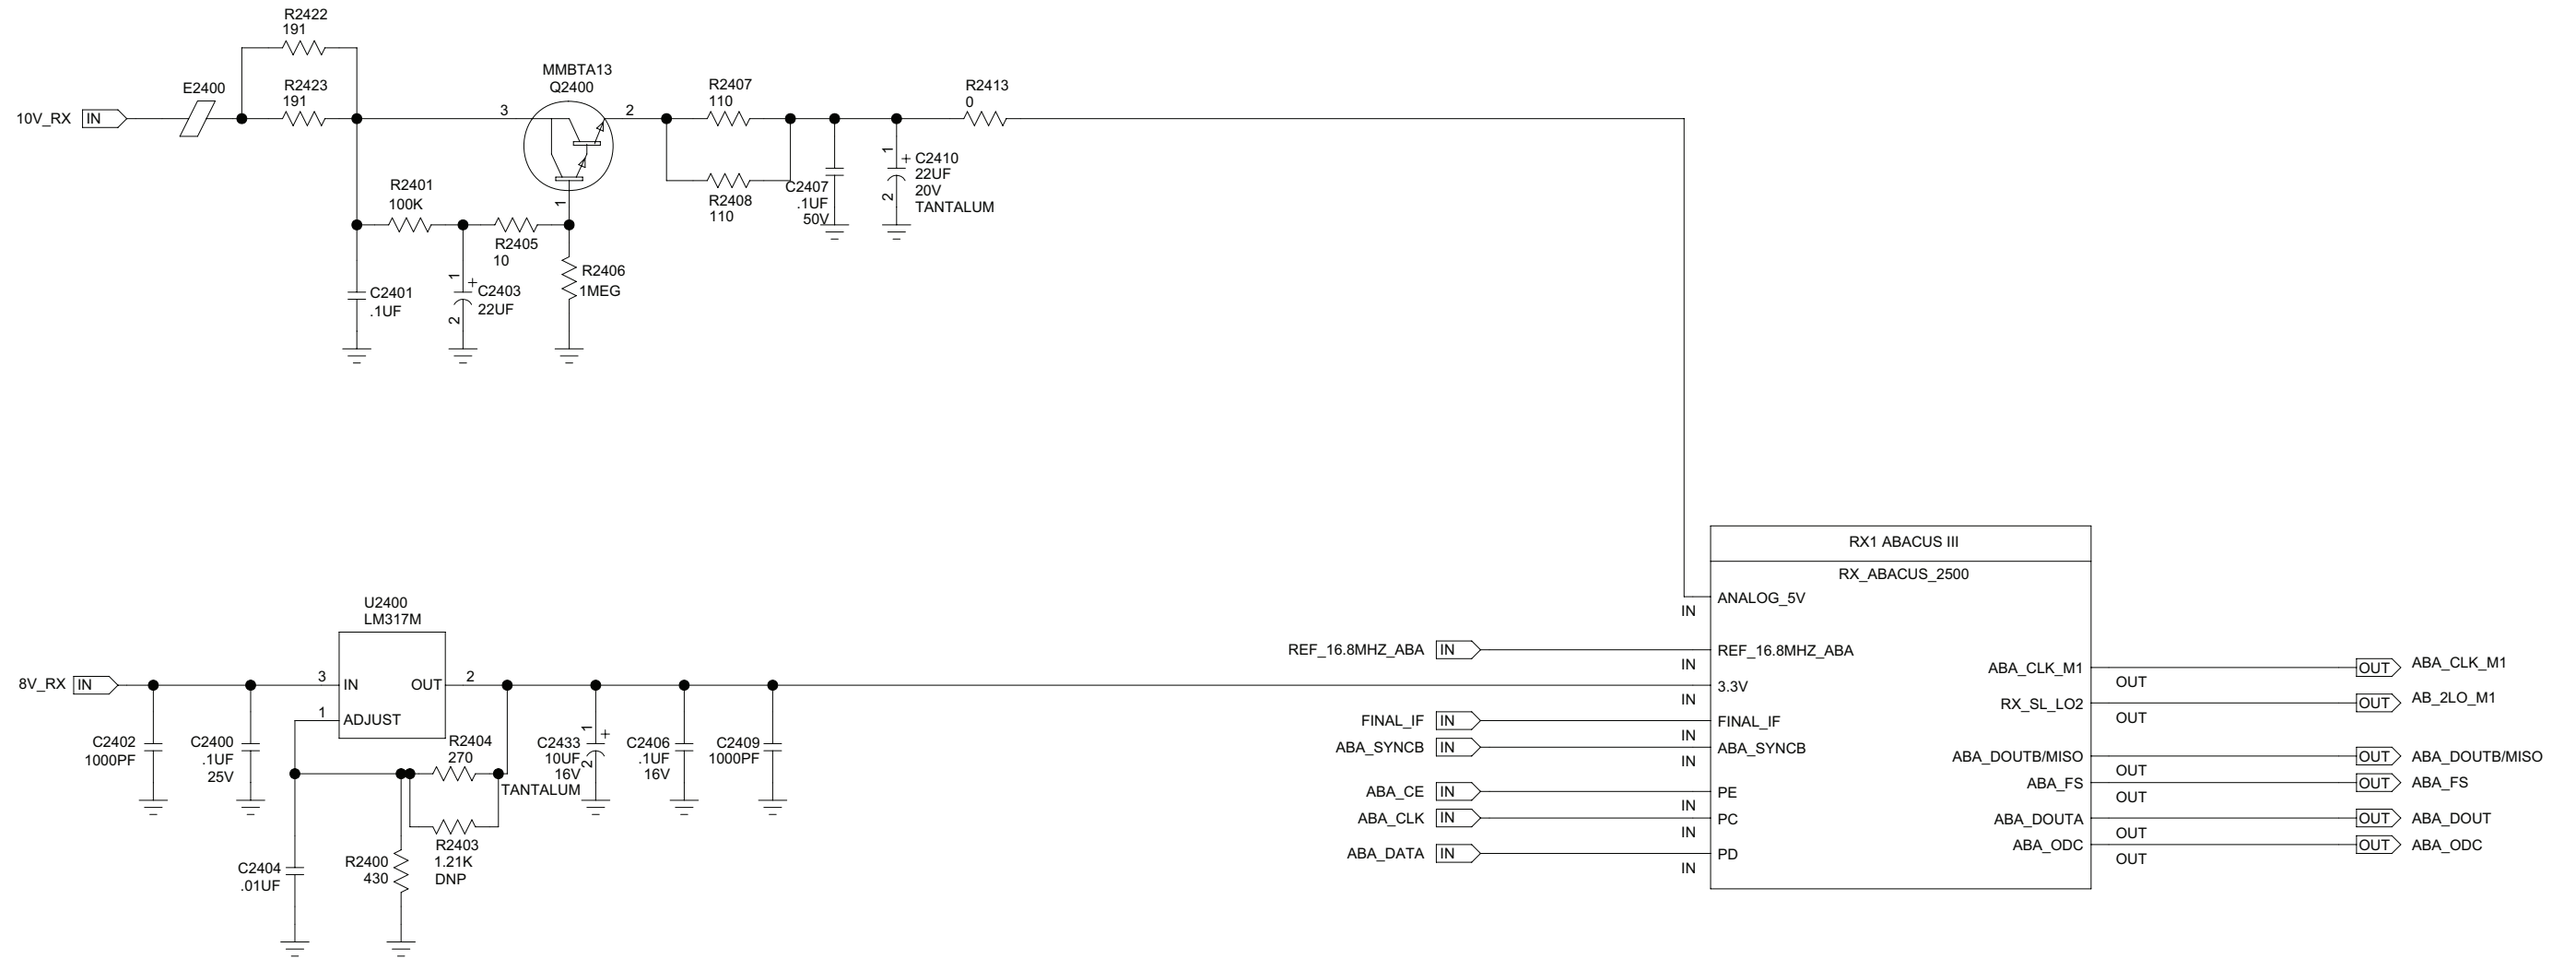 R2422
191
E2400
R2423
191
10V_RX
IN
MMBTA13
Q2400
3
2
1
R2407
110
R2408
110
R2413
0
C2407
.1UF
50V
1
+
C2410
22UF
20V
TANTALUM
2
R2401
100K
R2405
10
R2406
1MEG
C2401
.1UF
1
+
C2403
22UF
2
U2400
LM317M
8V_RX
IN
3
IN
OUT
2
1
ADJUST
C2402
1000PF
C2400
.1UF
25V
R2404
270
C2433
10UF
16V
TANTALUM
1
+
2
C2406
.1UF
16V
C2409
1000PF
R2403
1.21K
DNP
R2400
430
C2404
.01UF
RX1 ABACUS III
RX_ABACUS_2500
IN
ANALOG_5V
REF_16.8MHZ_ABA
IN
IN
REF_16.8MHZ_ABA
IN
3.3V
FINAL_IF
IN
IN
FINAL_IF
ABA_SYNCB
IN
IN
ABA_SYNCB
ABA_CE
IN
IN
PE
ABA_CLK
IN
IN
PC
ABA_DATA
IN
IN
PD
ABA_CLK_M1
OUT
OUT
ABA_CLK_M1
RX_SL_LO2
OUT
OUT
AB_2LO_M1
ABA_DOUTB/MISO
OUT
OUT
ABA_DOUTB/MISO
ABA_FS
OUT
OUT
ABA_FS
ABA_DOUTA
OUT
OUT
ABA_DOUT
ABA_ODC
OUT
OUT
ABA_ODC